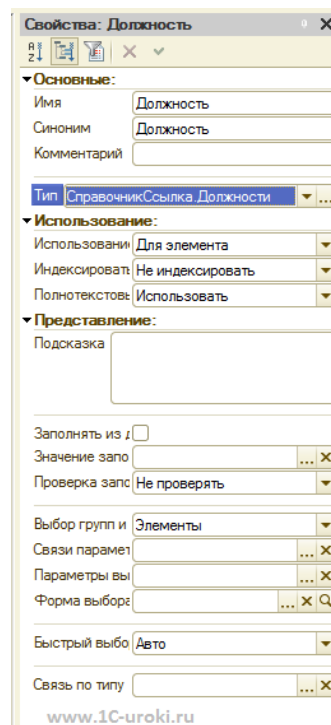 Свойства: Должность
Основные:
Имя Должность
Синоним Должность
Комментарий
Тип СправочникСсылка.Должности ...
Использование:
Использовани Для элемента
Индексироват Не индексировать
Полнотекстовь Использовать
Представление:
Подсказка
Заполнять из д
Значение запо ...
Проверка запо Не проверять
Выбор групп и Элементы
Связи парамет ...
Параметры вы ...
Форма выбора ...
Быстрый выбо Авто
Связь по типу ...
www.1C-uroki.ru